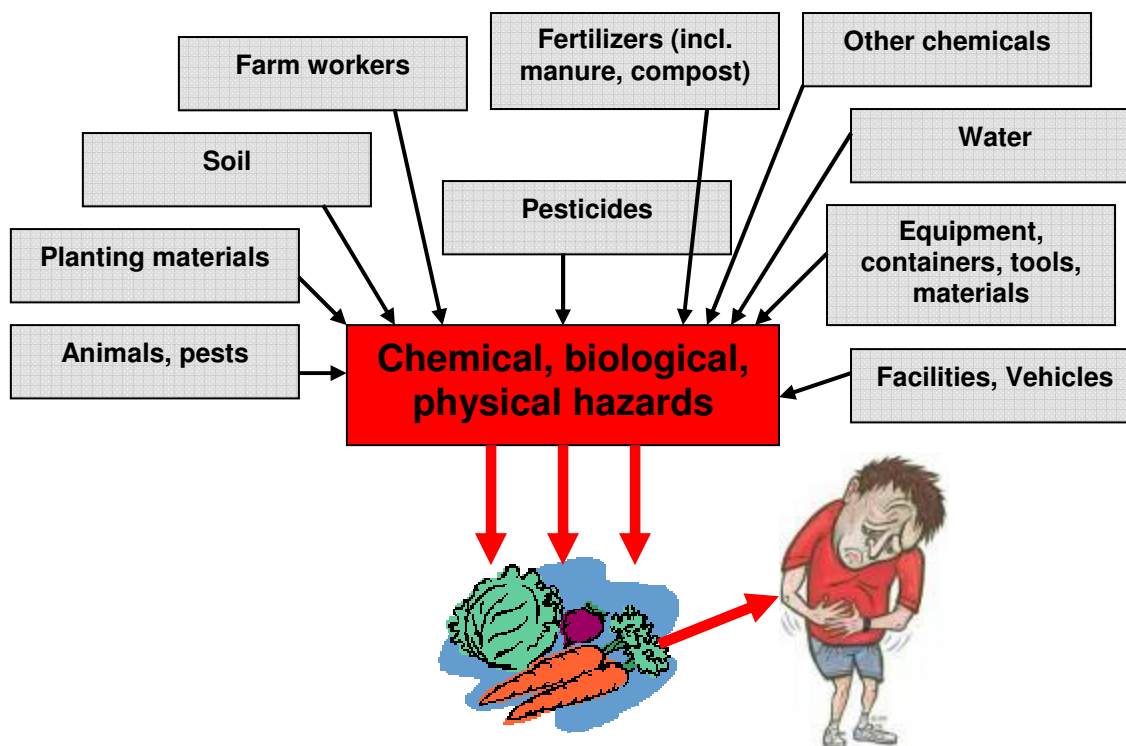 Fertilizers (incl.
manure, compost)
Other chemicals
Farm workers
Water
Soil
Pesticides
Planting materials
Equipment,
containers, tools,
materials
Animals, pests
Chemical, biological,
physical hazards
Facilities, Vehicles